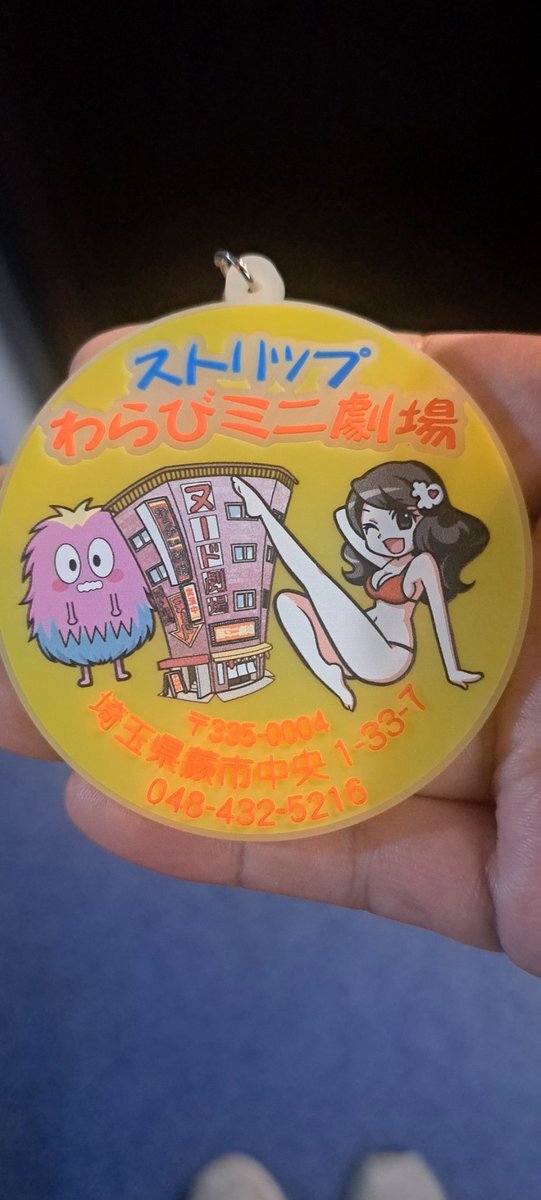 ストリップ
わらびミニ劇場
ヌード劇場
〒335-0004
埼玉県蕨市中央1-33-7
048-432-5216